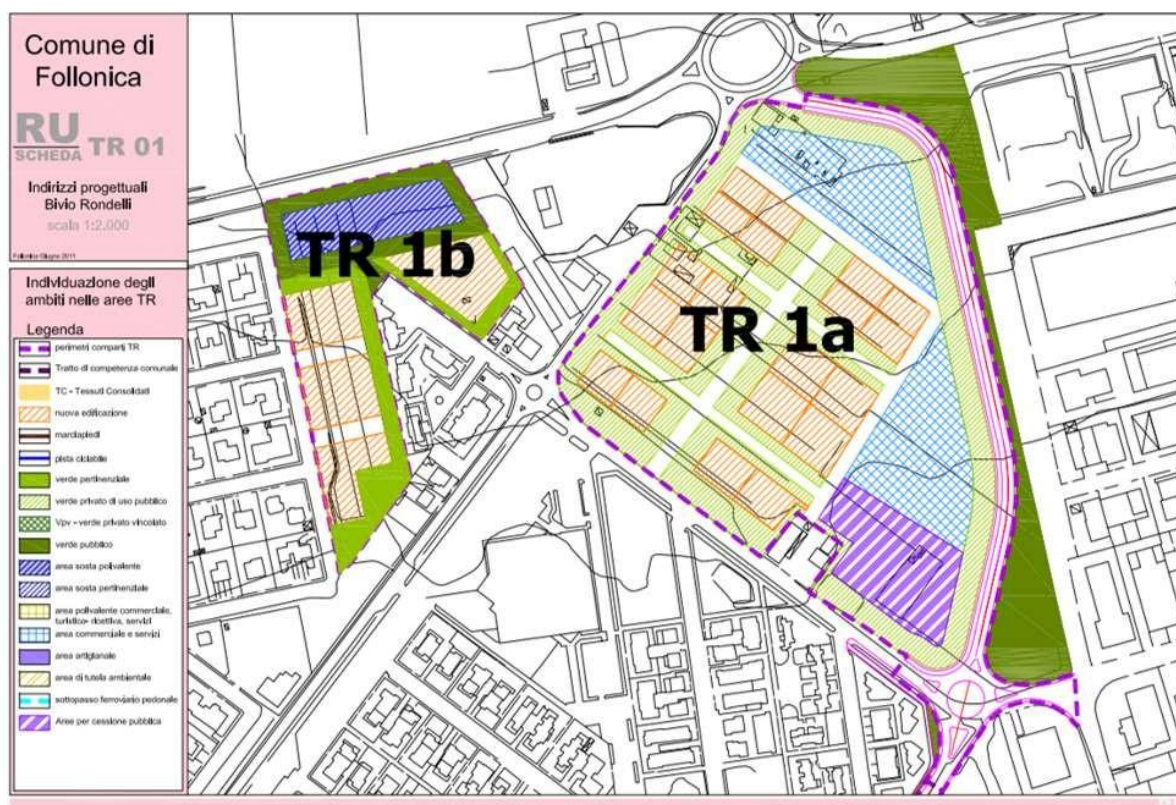 Comune di
Follonica
RU
SCHEDA TR 01
Indirizzi progettuali
Bivio Rondelli
scala 1:2.000
Follonica Giugno 2011
Individuazione degli
ambiti nelle aree TR
Legenda
perimetri comparti TR
Tratto di competenza comunale
TC - Tessuti Consolidati
nuova edificazione
marciapiedi
pista ciclabile
verde pertinenziale
verde privato di uso pubblico
Vpv - verde privato vincolato
verde pubblico
area sosta polivalente
area sosta pertinenziale
area polivalente commerciale,
turistico- ricettiva, servizi
area commerciale e servizi
area artigianale
area di tutela ambientale
sottopasso ferroviario pedonale
Aree per cessione pubblica
TR 1b
TR 1a